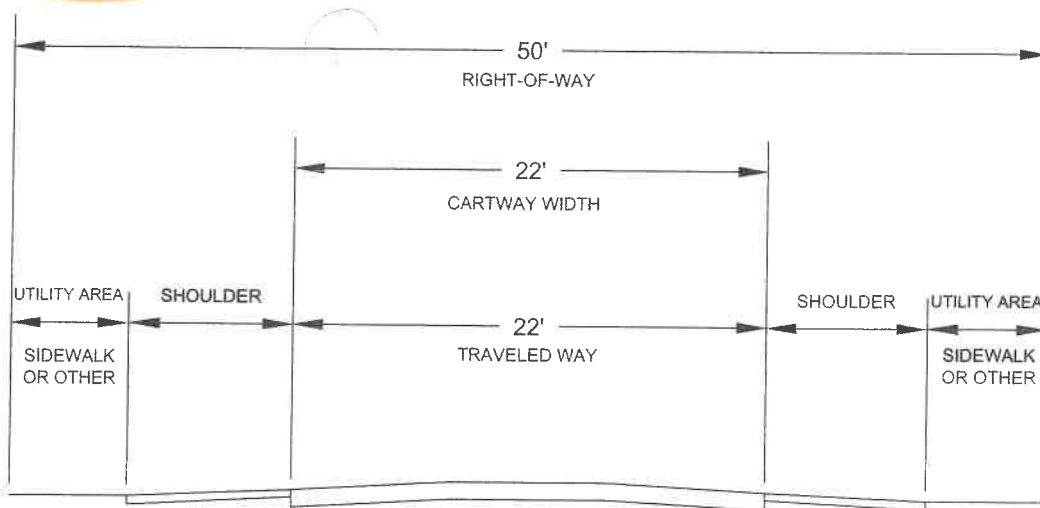 50'
RIGHT-OF-WAY
22'
CARTWAY WIDTH
UTILITY AREA
SHOULDER
SHOULDER
UTILITY AREA
22'
TRAVELED WAY
SIDEWALK
OR OTHER
SIDEWALK
OR OTHER